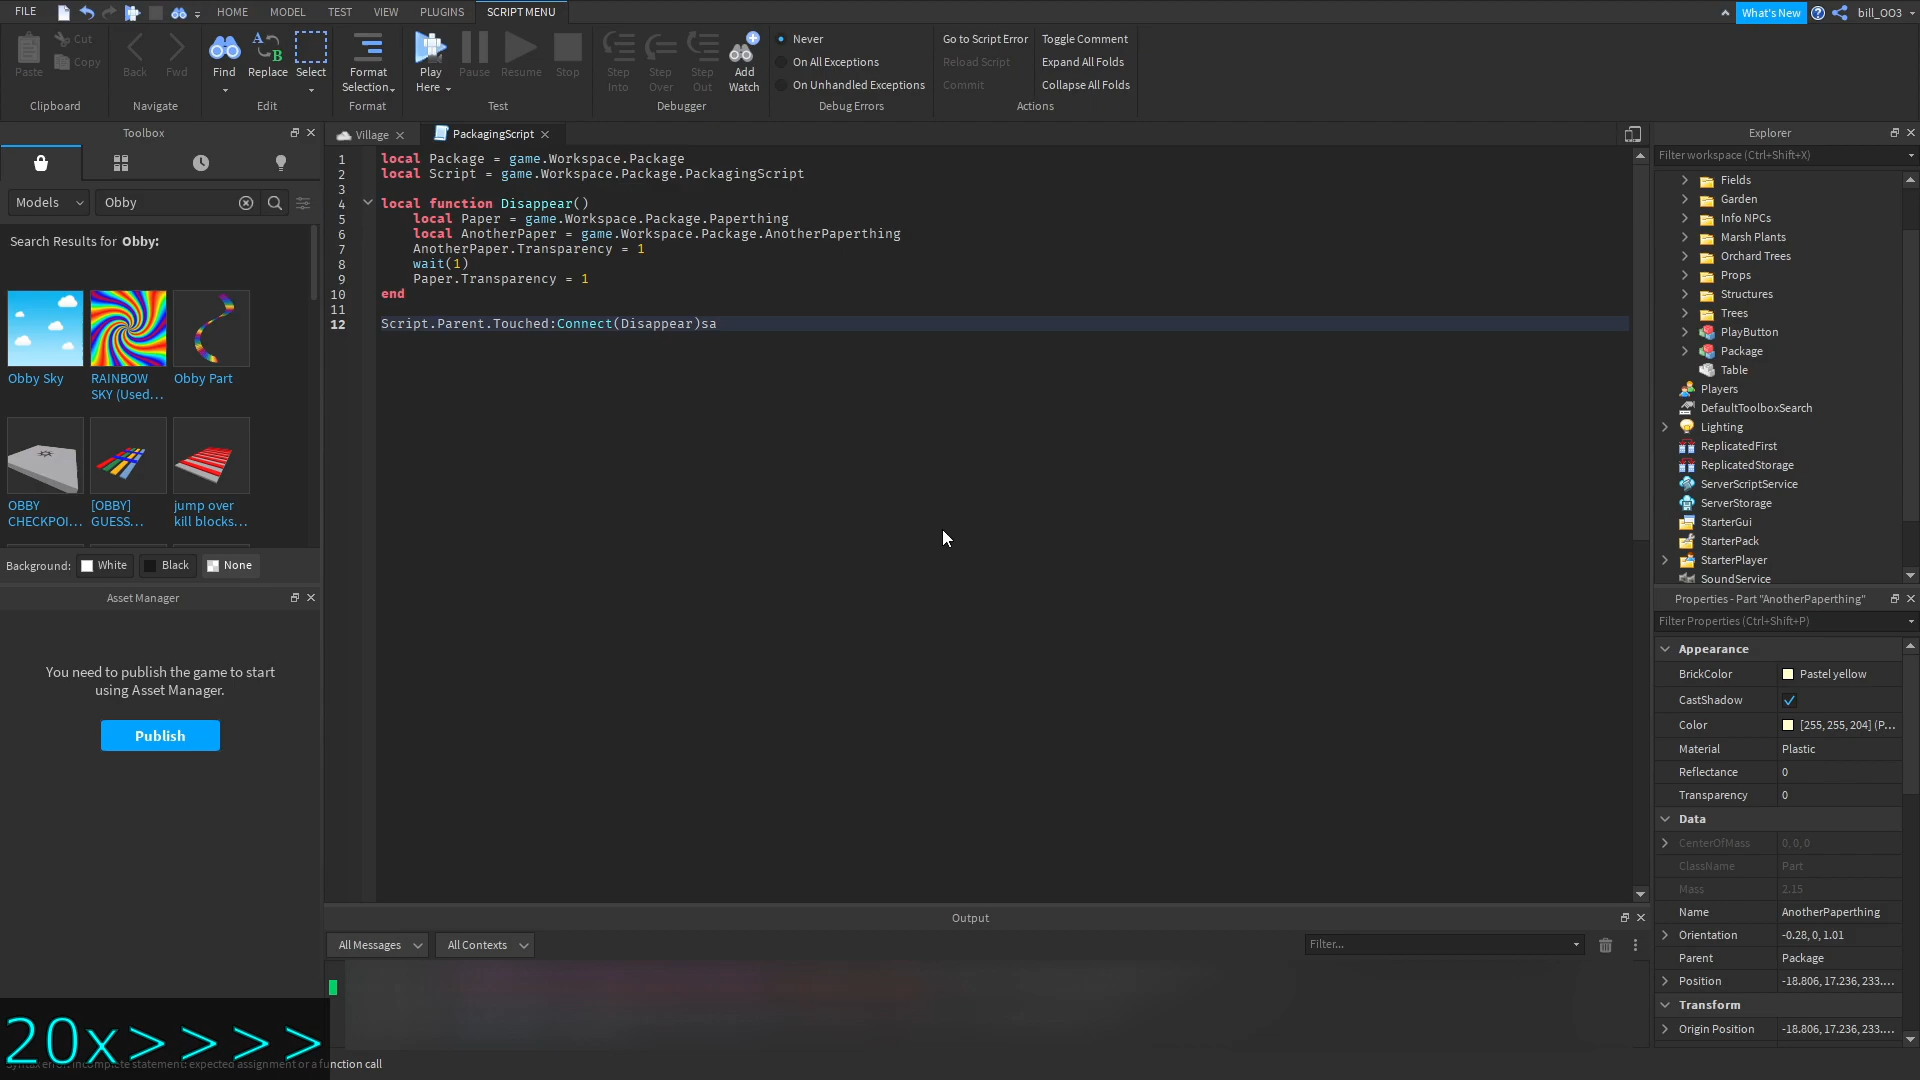 FILE HOME MODEL TEST VIEW PLUGINS SCRIPT MENU What's New bill_003
Paste Cut Copy Back Fwd Find Replace Select Format Selection Play Here Pause Resume Stop Step Into Step Over Step Out Add Watch
Never
On All Exceptions
On Unhandled Exceptions
Go to Script Error
Reload Script
Commit
Toggle Comment
Expand All Folds
Collapse All Folds
Clipboard Navigate Edit Format Test Debugger Debug Errors Actions
Toolbox
Models Obby
Search Results for Obby:
Obby Sky
RAINBOW SKY (Used...
Obby Part
OBBY CHECKPOI...
[OBBY] GUESS...
jump over kill blocks...
Background: White Black None
Asset Manager
You need to publish the game to start
using Asset Manager.
Publish
20x>>>>
Village PackagingScript
1 local Package = game.Workspace.Package
2 local Script = game.Workspace.Package.PackagingScript
3
4 local function Disappear()
5 local Paper = game.Workspace.Package.Paperthing
6 local AnotherPaper = game.Workspace.Package.AnotherPaperthing
7 AnotherPaper.Transparency = 1
8 wait(1)
9 Paper.Transparency = 1
10 end
11
12 Script.Parent.Touched:Connect(Disappear)sa
Output
All Messages All Contexts Filter...
Syntax error: incomplete statement: expected assignment or a function call
Explorer
Filter workspace (Ctrl+Shift+X)
Fields
Garden
Info NPCs
Marsh Plants
Orchard Trees
Props
Structures
Trees
PlayButton
Package
Table
Players
DefaultToolboxSearch
Lighting
ReplicatedFirst
ReplicatedStorage
ServerScriptService
ServerStorage
StarterGui
StarterPack
StarterPlayer
SoundService
Properties - Part "AnotherPaperthing"
Filter Properties (Ctrl+Shift+P)
Appearance
BrickColor Pastel yellow
CastShadow
Color [255, 255, 204] (P...
Material Plastic
Reflectance 0
Transparency 0
Data
CenterOfMass 0, 0, 0
ClassName Part
Mass 2.15
Name AnotherPaperthing
Orientation -0.28, 0, 1.01
Parent Package
Position -18.806, 17.236, 233....
Transform
Origin Position -18.806, 17.236, 233....